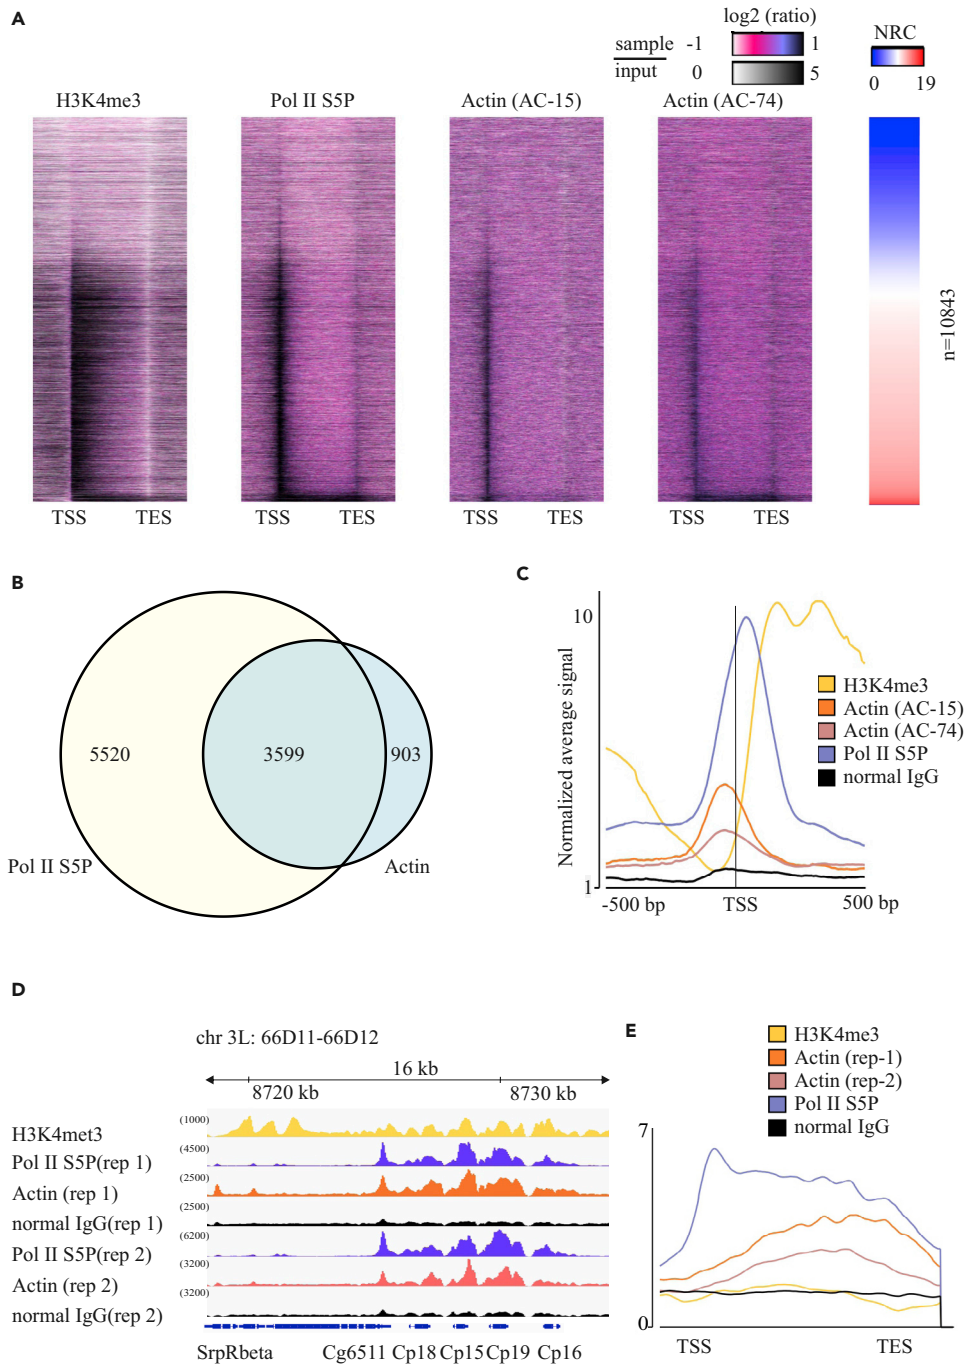 A
log2 (ratio)
sample -1 1
input 0 5
NRC
0 19
H3K4me3 Pol II S5P Actin (AC-15) Actin (AC-74)
n=10843
TSS TES TSS TES TSS TES TSS TES
B
5520 3599 903
Pol II S5P Actin
C
10
Normalized average signal
H3K4me3
Actin (AC-15)
Actin (AC-74)
Pol II S5P
normal IgG
1
-500 bp TSS 500 bp
D
chr 3L: 66D11-66D12
16 kb
8720 kb 8730 kb
H3K4met3 (1000)
Pol II S5P(rep 1) (4500)
Actin (rep 1) (2500)
normal IgG(rep 1) (2500)
Pol II S5P(rep 2) (6200)
Actin (rep 2) (3200)
normal IgG(rep 2) (3200)
SrpRbeta Cg6511 Cp18 Cp15 Cp19 Cp16
E
H3K4me3
Actin (rep-1)
Actin (rep-2)
Pol II S5P
normal IgG
7
0
TSS TES